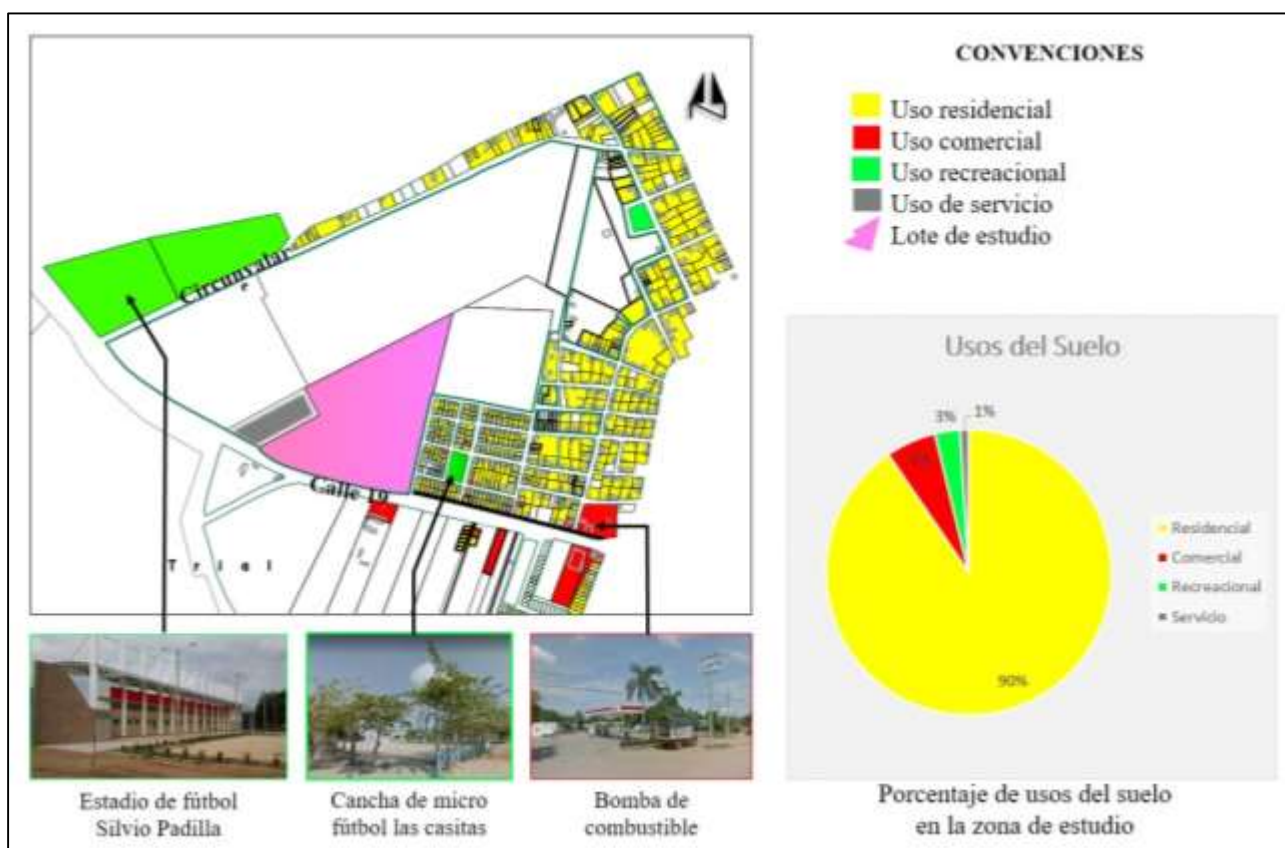 CONVENCIONES
Uso residencial
Uso comercial
Uso recreacional
Uso de servicio
Lote de estudio
Circunvalar
Calle 19
T r i a l
Usos del Suelo
3%
1%
90%
Residencial
Comercial
Recreacional
Servicio
Estadio de fútbol
Silvio Padilla
Cancha de micro
fútbol las casitas
Bomba de
combustible
Porcentaje de usos del suelo
en la zona de estudio